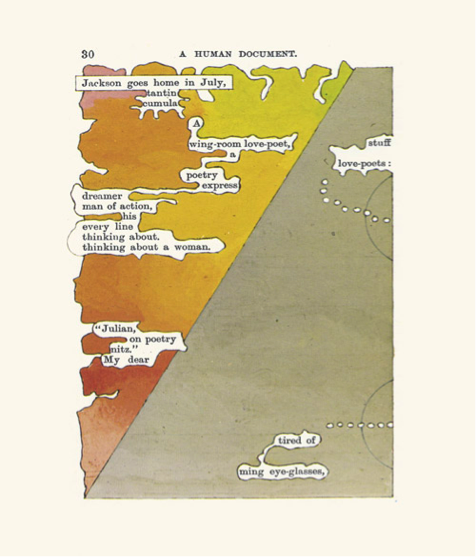 30
A HUMAN DOCUMENT.
Jackson goes home in July,
tantin
cumula
A
wing-room love-poet,
a
poetry
express
stuff
love-poets :
dreamer
man of action,
his
every line
thinking about.
thinking about a woman.
"Julian,
on poetry
nitz."
My dear
tired of
ming eye-glasses,